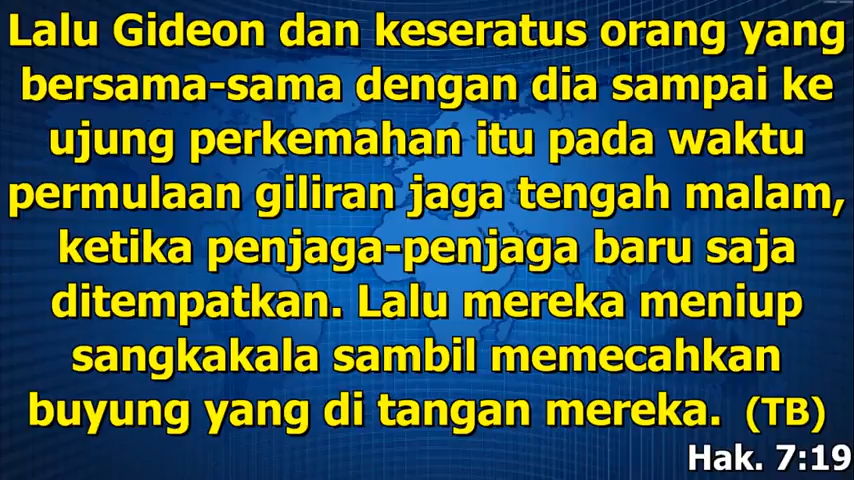 Lalu Gideon dan keseratus orang yang
bersama-sama dengan dia sampai ke
ujung perkemahan itu pada waktu
permulaan giliran jaga tengah malam,
ketika penjaga-penjaga baru saja
ditempatkan. Lalu mereka meniup
sangkakala sambil memecahkan
buyung yang di tangan mereka. (TB)
Hak. 7:19